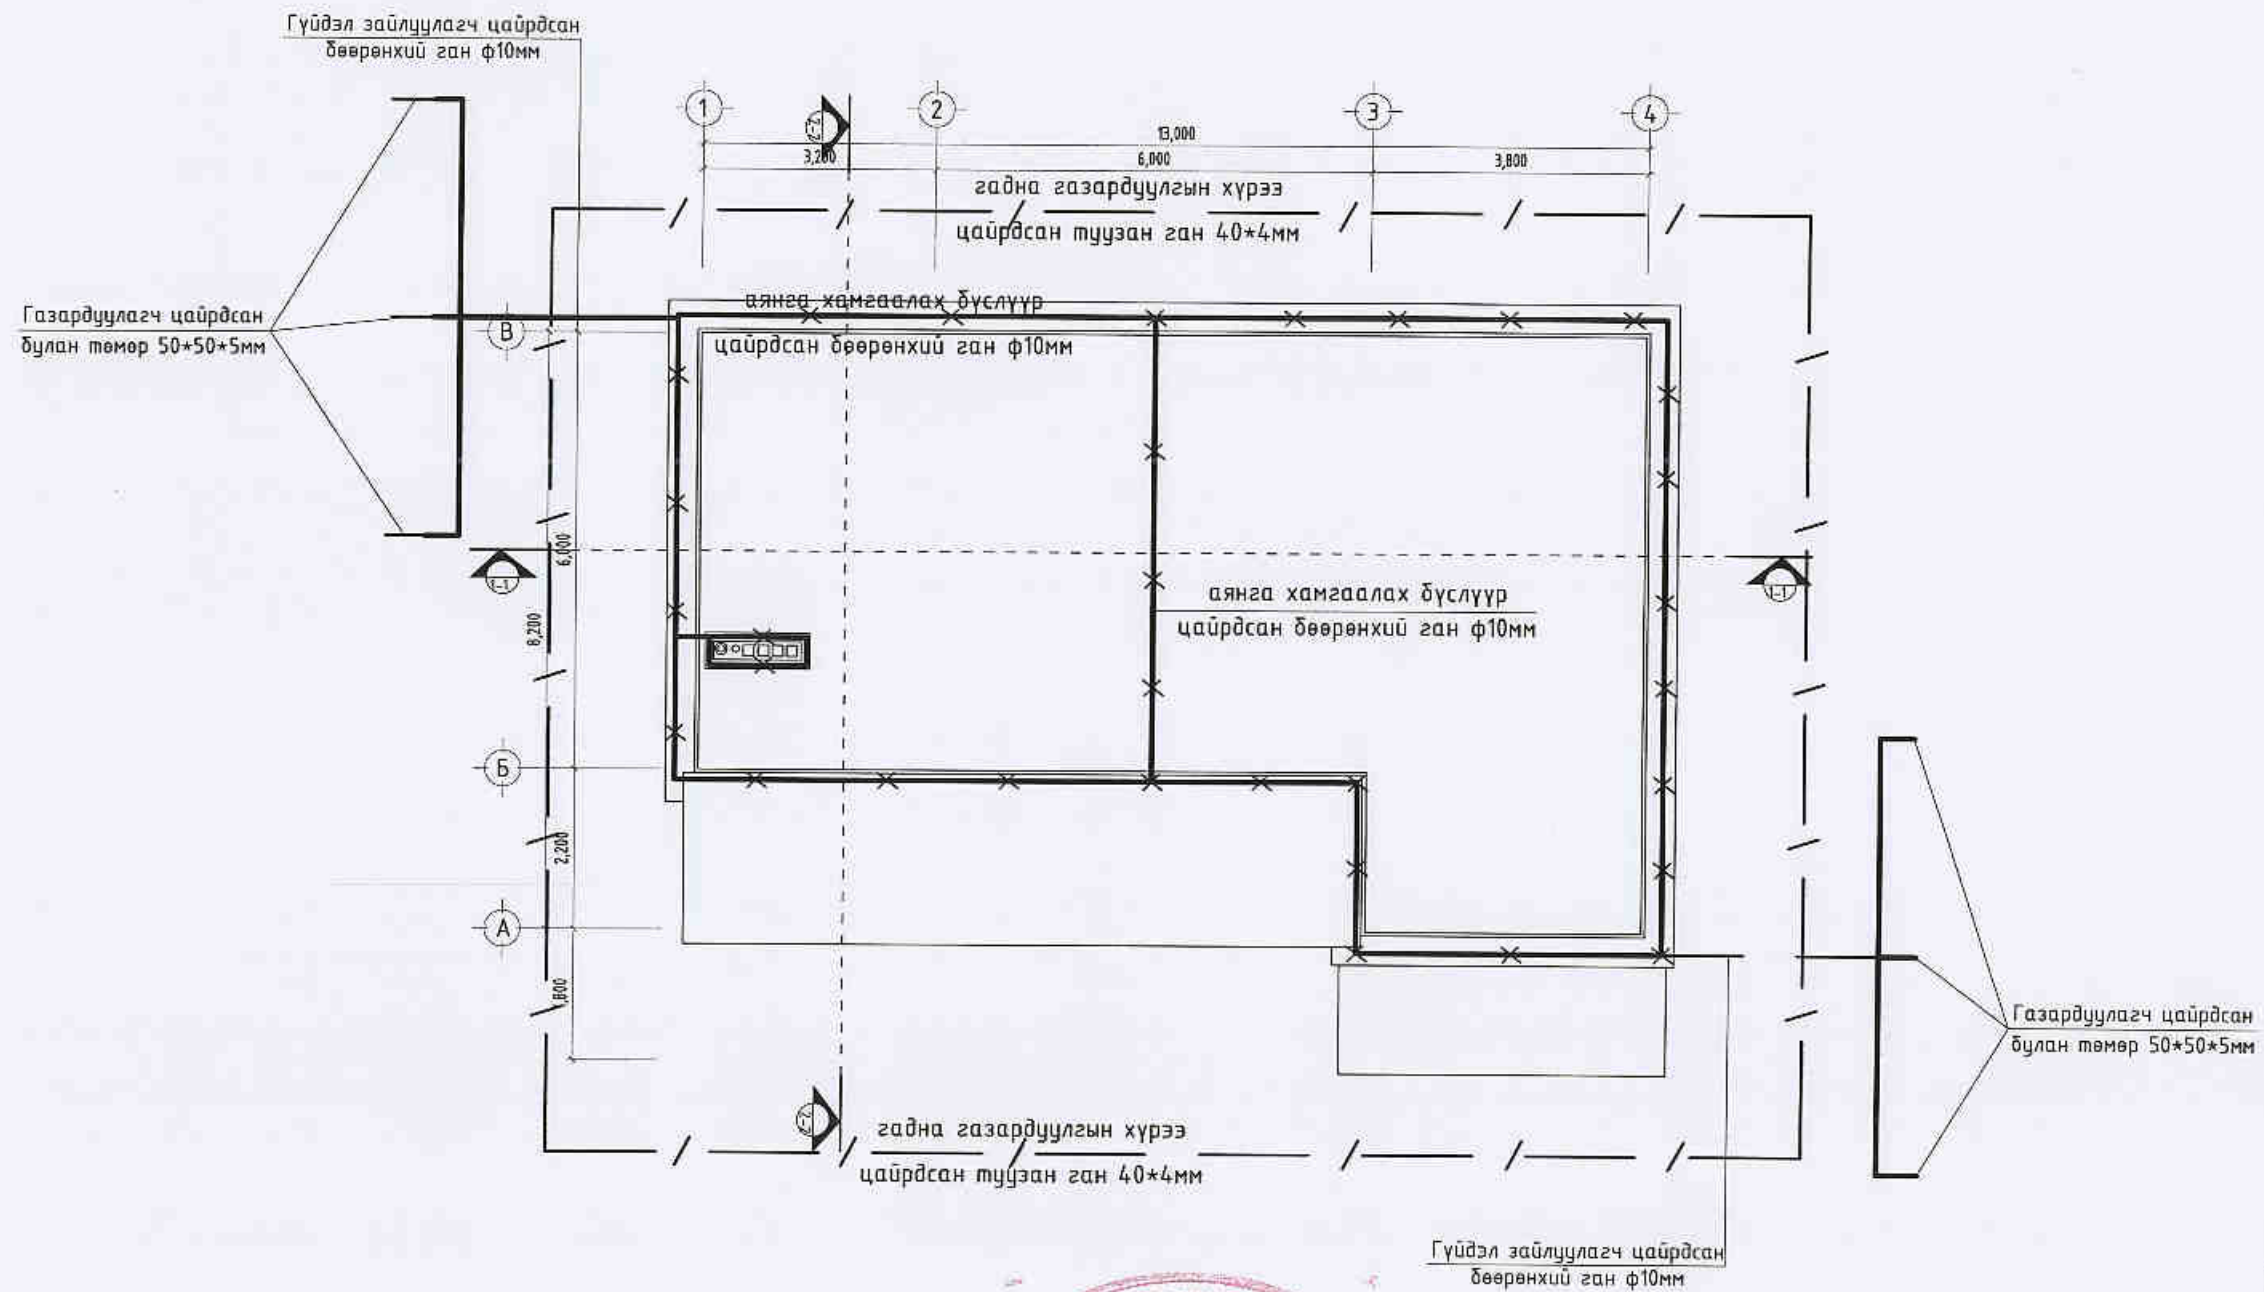 Гүйдэл зайлуулагч цайрдсан
бөөрөнхий ган ф10мм
1
2
3
4
2-2
13,000
3,200
6,000
3,800
гадна газардуулгын хүрээ
цайрдсан туузан ган 40*4мм
Газардуулагч цайрдсан
булан төмөр 50*50*5мм
В
аянга хамгаалах бүслүүр
цайрдсан бөөрөнхий ган ф10мм
6,000
1-1
1-1
8,200
аянга хамгаалах бүслүүр
цайрдсан бөөрөнхий ган ф10мм
Б
2,200
А
1,800
Газардуулагч цайрдсан
булан төмөр 50*50*5мм
2-2
гадна газардуулгын хүрээ
цайрдсан туузан ган 40*4мм
Гүйдэл зайлуулагч цайрдсан
бөөрөнхий ган ф10мм